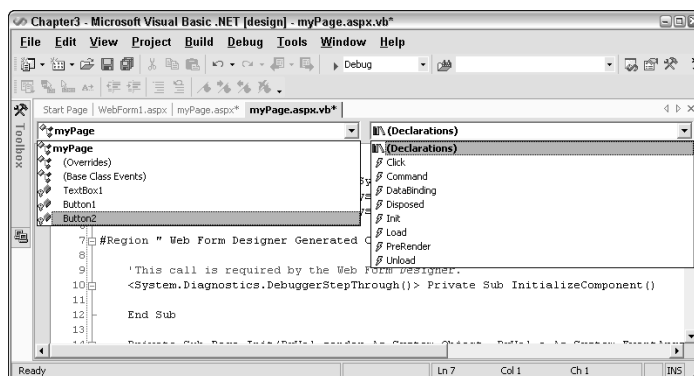 Chapter3 - Microsoft Visual Basic .NET [design] - myPage.aspx.vb*
File Edit View Project Build Debug Tools Window Help
Debug
Start Page WebForm1.aspx myPage.aspx* myPage.aspx.vb*
Toolbox
myPage (Declarations)
myPage (Declarations)
(Overrides) Click
(Base Class Events) Command
TextBox1 DataBinding
Button1 Disposed
Button2 Init
Load
PreRender
Unload
7 #Region " Web Form Designer Generated C
8
9 'This call is required by the Web Form Designer.
10 <System.Diagnostics.DebuggerStepThrough()> Private Sub InitializeComponent()
11
12 End Sub
13
Ready Ln 7 Col 1 Ch 1 INS